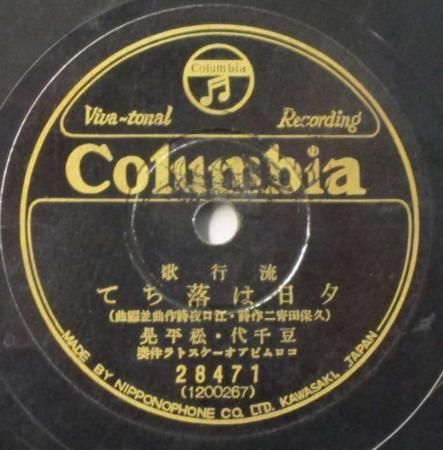 Columbia
Viva-tonal Recording
Columbia
流行歌
夕日は落ちて
(久保田宵二作詩・江口夜詩作曲並編曲)
豆千代・松平晃
コロムビアオーケストラ伴奏
28471
(1200267)
MADE BY NIPPONOPHONE CO. LTD. KAWASAKI, JAPAN.